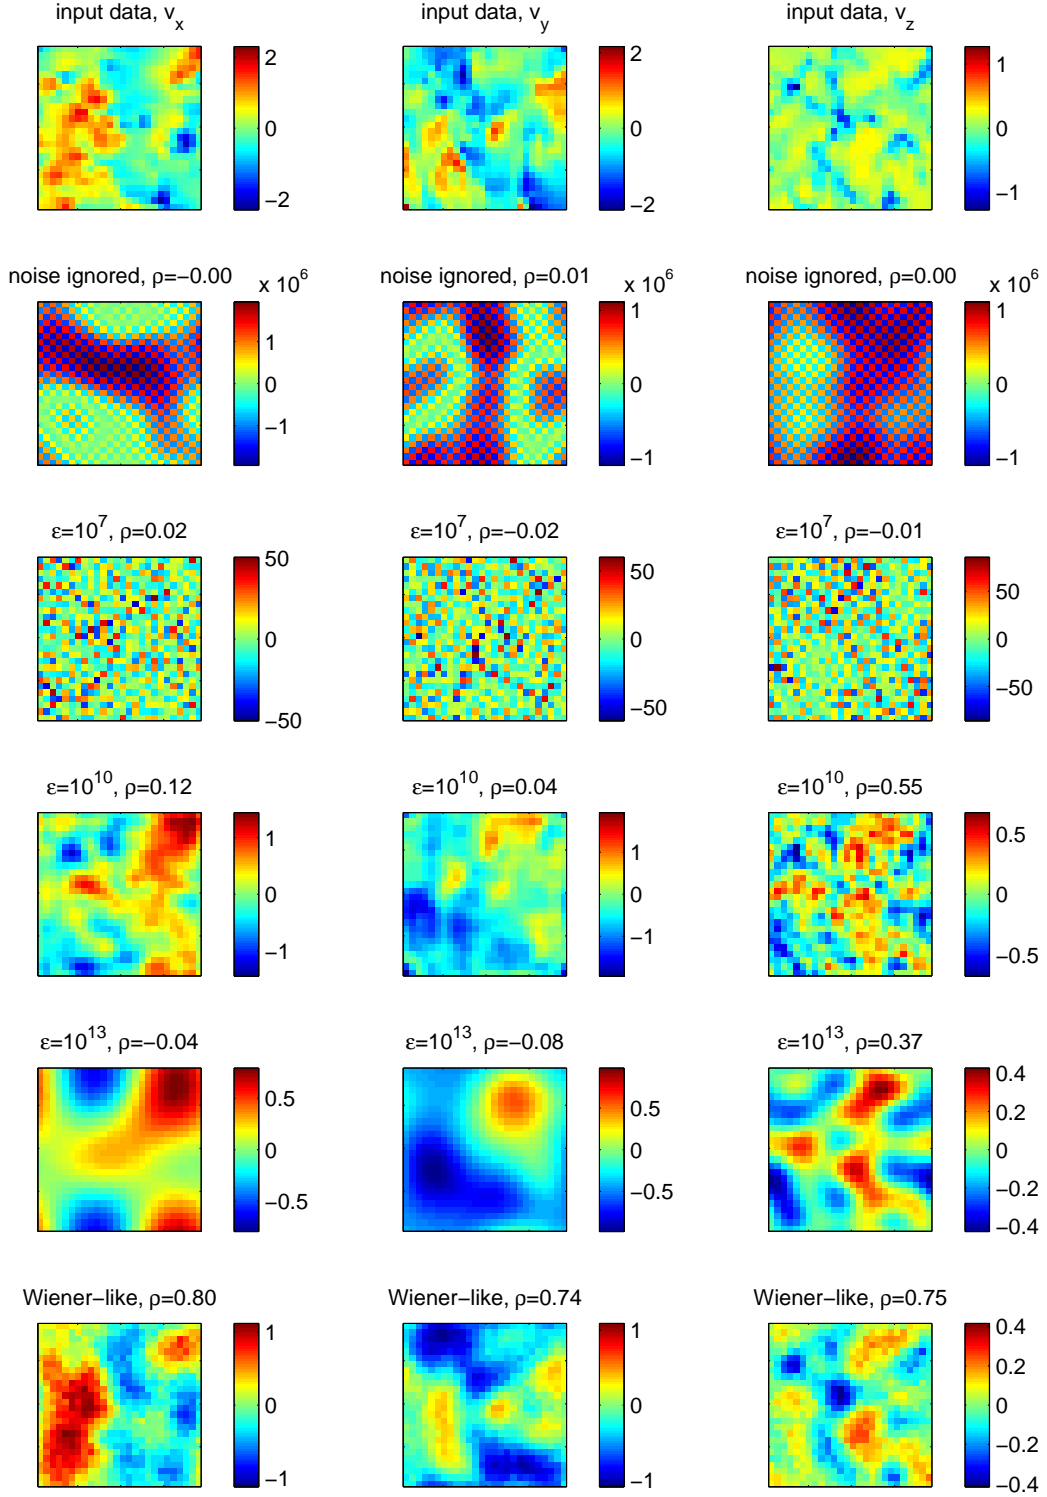 input data, v_x
input data, v_y
input data, v_z
2
0
−2
2
0
−2
1
0
−1
noise ignored, ρ=−0.00
noise ignored, ρ=0.01
noise ignored, ρ=0.00
x 10^6
1
0
−1
x 10^6
1
0
−1
x 10^6
1
0
−1
ε=10^7, ρ=0.02
ε=10^7, ρ=−0.02
ε=10^7, ρ=−0.01
50
0
−50
50
0
−50
50
0
−50
ε=10^10, ρ=0.12
ε=10^10, ρ=0.04
ε=10^10, ρ=0.55
1
0
−1
1
0
−1
0.5
0
−0.5
ε=10^13, ρ=−0.04
ε=10^13, ρ=−0.08
ε=10^13, ρ=0.37
0.5
0
−0.5
0.5
0
−0.5
0.4
0.2
0
−0.2
−0.4
Wiener−like, ρ=0.80
Wiener−like, ρ=0.74
Wiener−like, ρ=0.75
1
0
−1
1
0
−1
0.4
0.2
0
−0.2
−0.4